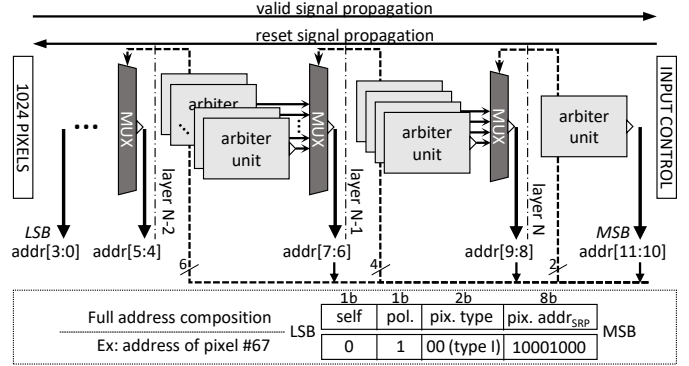 valid signal propagation
reset signal propagation
1024 PIXELS
MUX
arbiter
arbiter
unit
MUX
arbiter
unit
MUX
arbiter
unit
INPUT CONTROL
layer N-2
layer N-1
layer N
LSB
MSB
addr[3:0] addr[5:4] addr[7:6] addr[9:8] addr[11:10]
6 4 2
1b 1b 2b 8b
Full address composition LSB self pol. pix. type pix. addrSRP MSB
Ex: address of pixel #67 0 1 00 (type I) 10001000